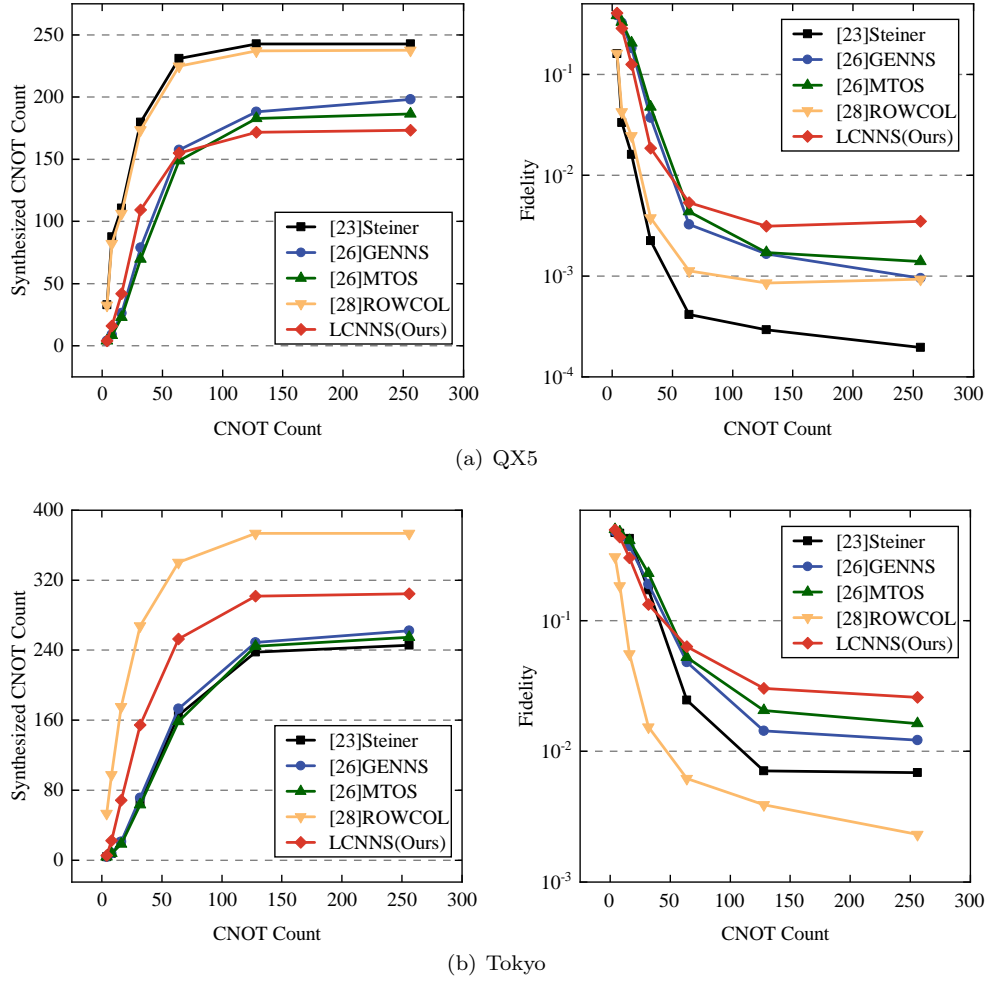 250
200
150
100
50
0
Synthesized CNOT Count
[23]Steiner
[26]GENNS
[26]MTOS
[28]ROWCOL
LCNNS(Ours)
0 50 100 150 200 250 300
CNOT Count
10-1
10-2
10-3
10-4
Fidelity
[23]Steiner
[26]GENNS
[26]MTOS
[28]ROWCOL
LCNNS(Ours)
0 50 100 150 200 250 300
CNOT Count
(a) QX5
400
320
240
160
80
0
Synthesized CNOT Count
[23]Steiner
[26]GENNS
[26]MTOS
[28]ROWCOL
LCNNS(Ours)
0 50 100 150 200 250 300
CNOT Count
10-1
10-2
10-3
Fidelity
[23]Steiner
[26]GENNS
[26]MTOS
[28]ROWCOL
LCNNS(Ours)
0 50 100 150 200 250 300
CNOT Count
(b) Tokyo